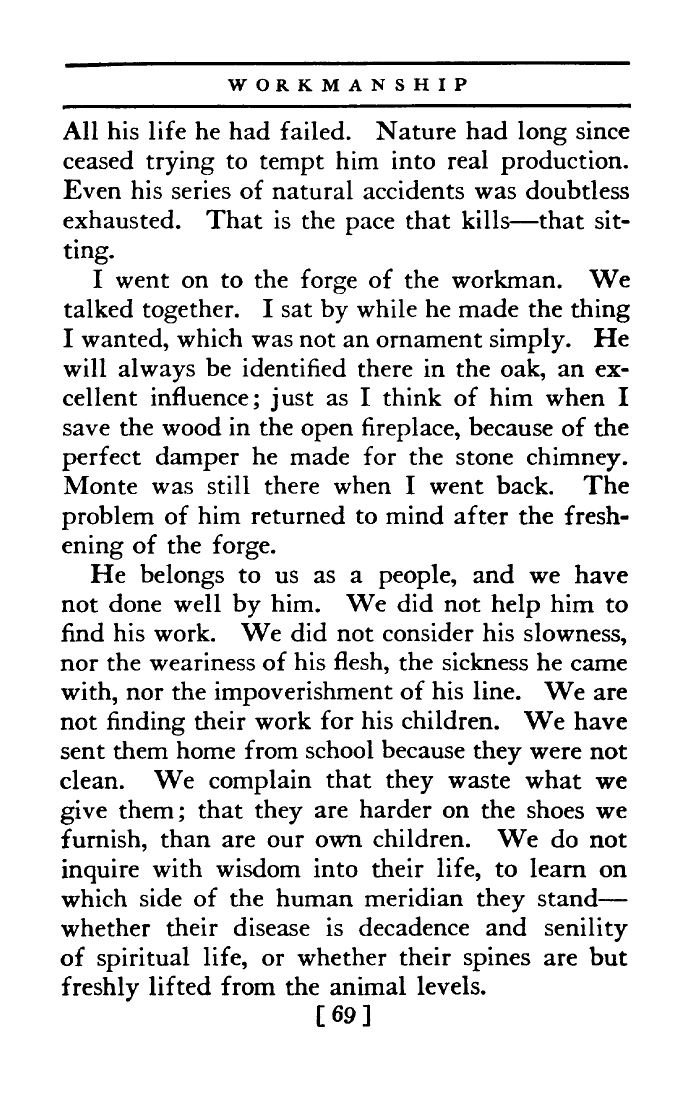 WORKMANSHIP
All his life he had failed. Nature had long since
ceased trying to tempt him into real production.
Even his series of natural accidents was doubtless
exhausted. That is the pace that kills—that sit-
ting.
I went on to the forge of the workman. We
talked together. I sat by while he made the thing
I wanted, which was not an ornament simply. He
will always be identified there in the oak, an ex-
cellent influence; just as I think of him when I
save the wood in the open fireplace, because of the
perfect damper he made for the stone chimney.
Monte was still there when I went back. The
problem of him returned to mind after the fresh-
ening of the forge.
He belongs to us as a people, and we have
not done well by him. We did not help him to
find his work. We did not consider his slowness,
nor the weariness of his flesh, the sickness he came
with, nor the impoverishment of his line. We are
not finding their work for his children. We have
sent them home from school because they were not
clean. We complain that they waste what we
give them; that they are harder on the shoes we
furnish, than are our own children. We do not
inquire with wisdom into their life, to learn on
which side of the human meridian they stand—
whether their disease is decadence and senility
of spiritual life, or whether their spines are but
freshly lifted from the animal levels.
[ 69 ]